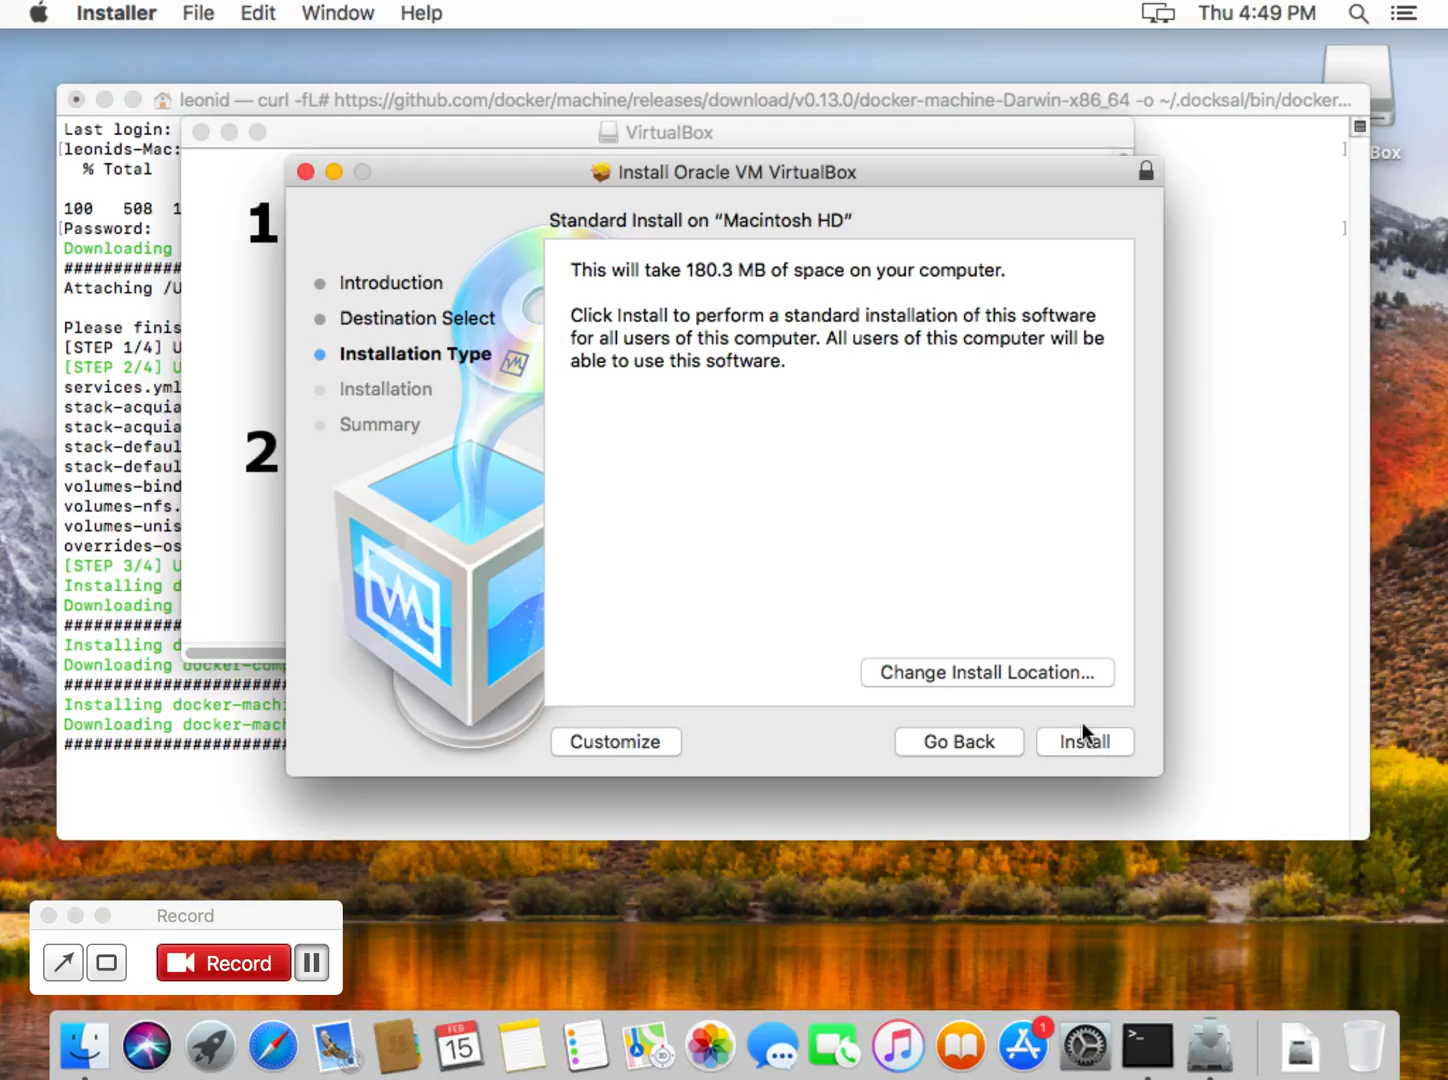 Installer File Edit Window Help Thu 4:49 PM
leonid — curl -fL# https://github.com/docker/machine/releases/download/v0.13.0/docker-machine-Darwin-x86_64 -o ~/.docksal/bin/docker...
VirtualBox
Box
Install Oracle VM VirtualBox
Last login:
[leonids-Mac:
% Total
100 508 1
[Password:
Downloading
############
Attaching /U
Please finis
[STEP 1/4] U
[STEP 2/4] U
services.yml
stack-acquia
stack-acquia
stack-defaul
stack-defaul
volumes-bind
volumes-nfs.
volumes-unis
overrides-os
[STEP 3/4] U
Installing d
Downloading
############
Installing d
Downloading docker-comp
#######################
Installing docker-machi
Downloading docker-mach
#######################
]
]
1
2
Standard Install on “Macintosh HD”
Introduction
Destination Select
Installation Type
Installation
Summary
This will take 180.3 MB of space on your computer.
Click Install to perform a standard installation of this software
for all users of this computer. All users of this computer will be
able to use this software.
Change Install Location...
Customize Go Back Install
Record
Record
FEB
15
1
>_